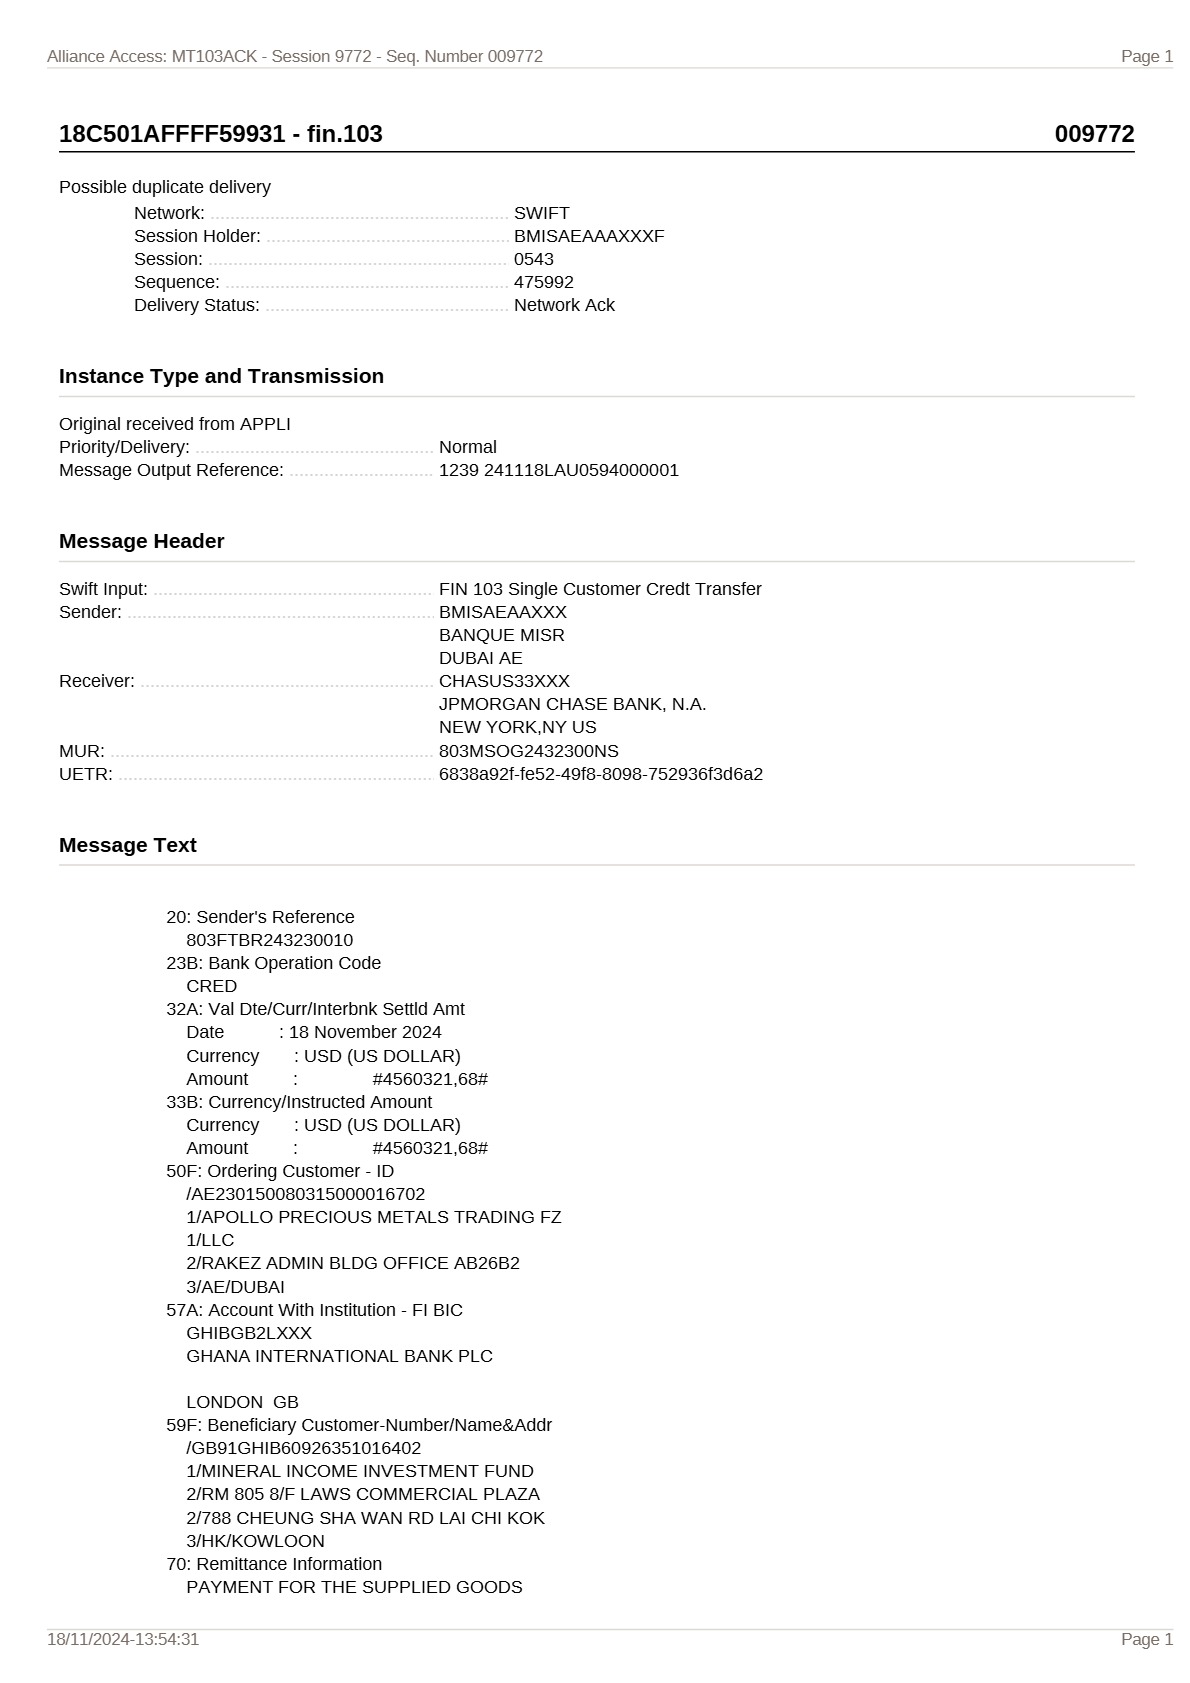 Alliance Access: MT103ACK - Session 9772 - Seq. Number 009772 Page 1
18C501AFFFF59931 - fin.103 009772
Possible duplicate delivery
Network: SWIFT
Session Holder: BMISAEAAAXXXF
Session: 0543
Sequence: 475992
Delivery Status: Network Ack
Instance Type and Transmission
Original received from APPLI
Priority/Delivery: Normal
Message Output Reference: 1239 241118LAU0594000001
Message Header
Swift Input: FIN 103 Single Customer Credt Transfer
Sender: BMISAEAAXXX
BANQUE MISR
DUBAI AE
Receiver: CHASUS33XXX
JPMORGAN CHASE BANK, N.A.
NEW YORK,NY US
MUR: 803MSOG2432300NS
UETR: 6838a92f-fe52-49f8-8098-752936f3d6a2
Message Text
20: Sender's Reference
803FTBR243230010
23B: Bank Operation Code
CRED
32A: Val Dte/Curr/Interbnk Settld Amt
Date : 18 November 2024
Currency : USD (US DOLLAR)
Amount : #4560321,68#
33B: Currency/Instructed Amount
Currency : USD (US DOLLAR)
Amount : #4560321,68#
50F: Ordering Customer - ID
/AE230150080315000016702
1/APOLLO PRECIOUS METALS TRADING FZ
1/LLC
2/RAKEZ ADMIN BLDG OFFICE AB26B2
3/AE/DUBAI
57A: Account With Institution - FI BIC
GHIBGB2LXXX
GHANA INTERNATIONAL BANK PLC
LONDON  GB
59F: Beneficiary Customer-Number/Name&Addr
/GB91GHIB60926351016402
1/MINERAL INCOME INVESTMENT FUND
2/RM 805 8/F LAWS COMMERCIAL PLAZA
2/788 CHEUNG SHA WAN RD LAI CHI KOK
3/HK/KOWLOON
70: Remittance Information
PAYMENT FOR THE SUPPLIED GOODS
18/11/2024-13:54:31 Page 1